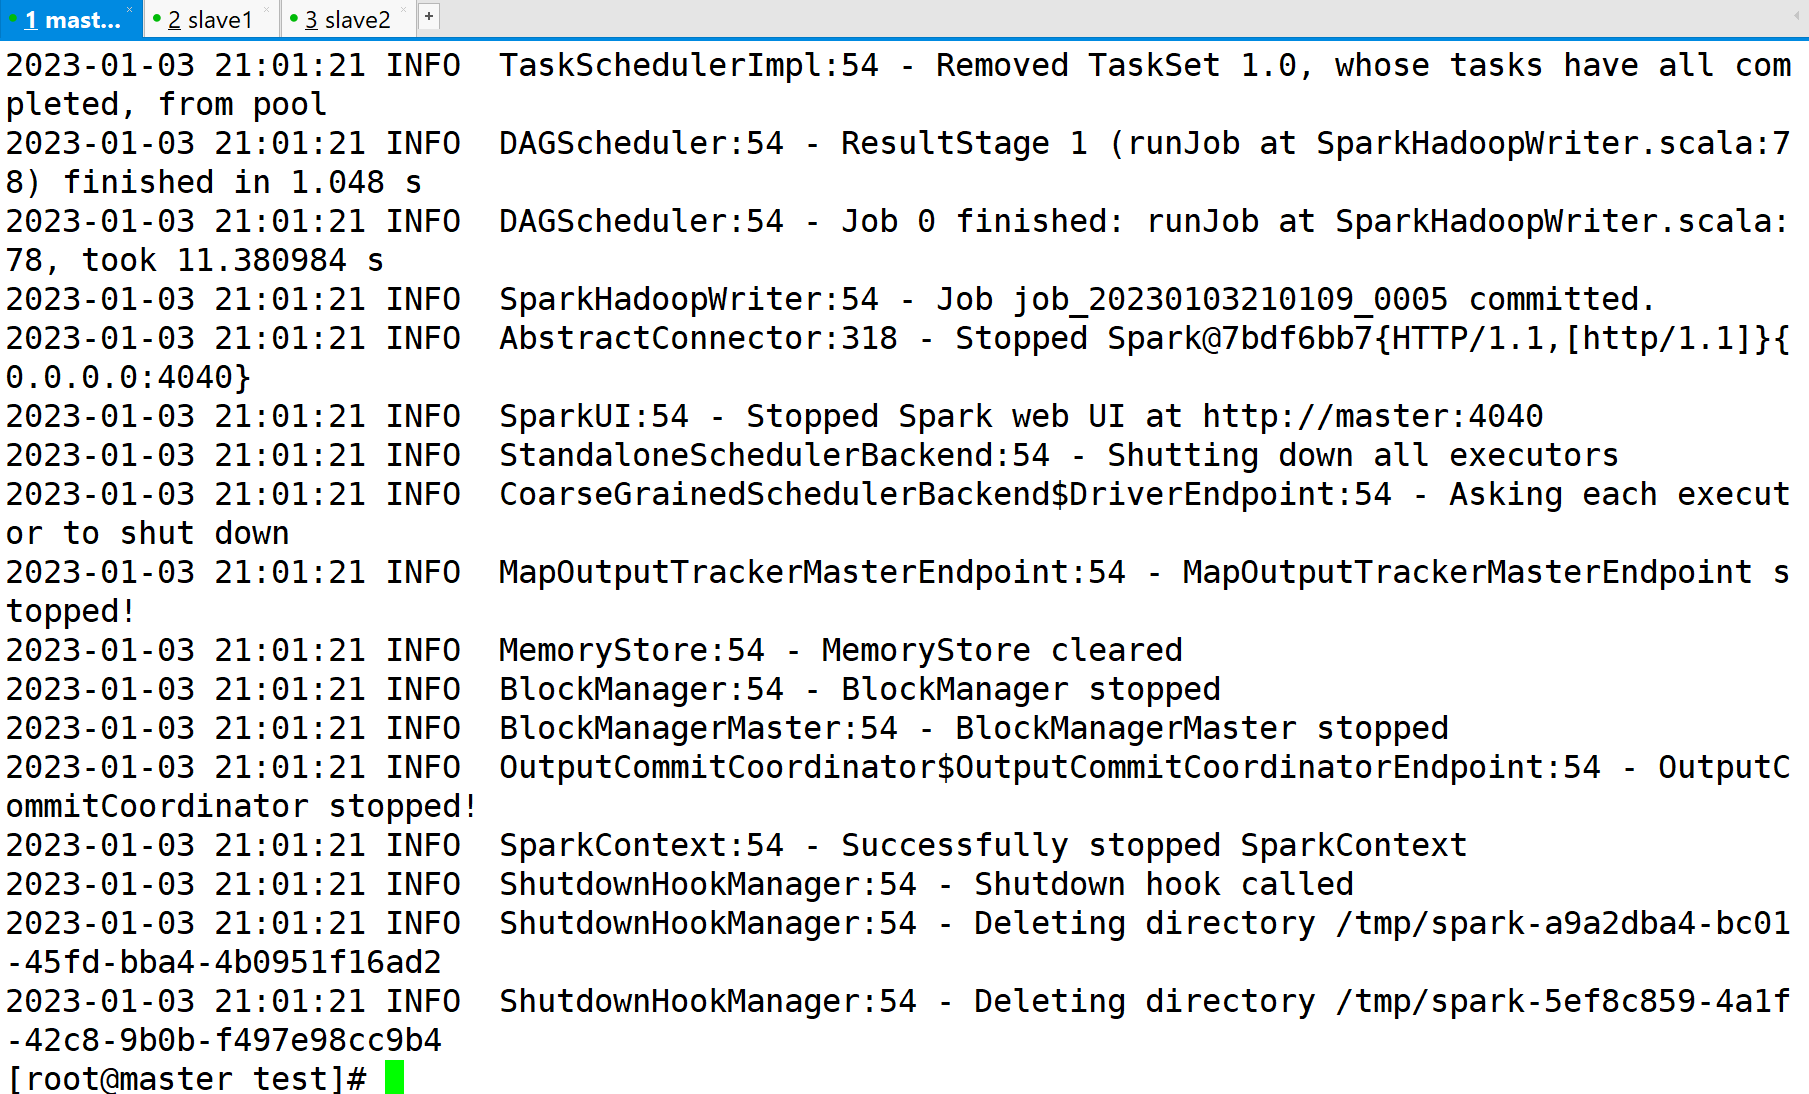 1 mast... × 2 slave1 × 3 slave2 × +
2023-01-03 21:01:21 INFO  TaskSchedulerImpl:54 - Removed TaskSet 1.0, whose tasks have all com
pleted, from pool
2023-01-03 21:01:21 INFO  DAGScheduler:54 - ResultStage 1 (runJob at SparkHadoopWriter.scala:7
8) finished in 1.048 s
2023-01-03 21:01:21 INFO  DAGScheduler:54 - Job 0 finished: runJob at SparkHadoopWriter.scala:
78, took 11.380984 s
2023-01-03 21:01:21 INFO  SparkHadoopWriter:54 - Job job_20230103210109_0005 committed.
2023-01-03 21:01:21 INFO  AbstractConnector:318 - Stopped Spark@7bdf6bb7{HTTP/1.1,[http/1.1]}{
0.0.0.0:4040}
2023-01-03 21:01:21 INFO  SparkUI:54 - Stopped Spark web UI at http://master:4040
2023-01-03 21:01:21 INFO  StandaloneSchedulerBackend:54 - Shutting down all executors
2023-01-03 21:01:21 INFO  CoarseGrainedSchedulerBackend$DriverEndpoint:54 - Asking each execut
or to shut down
2023-01-03 21:01:21 INFO  MapOutputTrackerMasterEndpoint:54 - MapOutputTrackerMasterEndpoint s
topped!
2023-01-03 21:01:21 INFO  MemoryStore:54 - MemoryStore cleared
2023-01-03 21:01:21 INFO  BlockManager:54 - BlockManager stopped
2023-01-03 21:01:21 INFO  BlockManagerMaster:54 - BlockManagerMaster stopped
2023-01-03 21:01:21 INFO  OutputCommitCoordinator$OutputCommitCoordinatorEndpoint:54 - OutputC
ommitCoordinator stopped!
2023-01-03 21:01:21 INFO  SparkContext:54 - Successfully stopped SparkContext
2023-01-03 21:01:21 INFO  ShutdownHookManager:54 - Shutdown hook called
2023-01-03 21:01:21 INFO  ShutdownHookManager:54 - Deleting directory /tmp/spark-a9a2dba4-bc01
-45fd-bba4-4b0951f16ad2
2023-01-03 21:01:21 INFO  ShutdownHookManager:54 - Deleting directory /tmp/spark-5ef8c859-4a1f
-42c8-9b0b-f497e98cc9b4
[root@master test]#